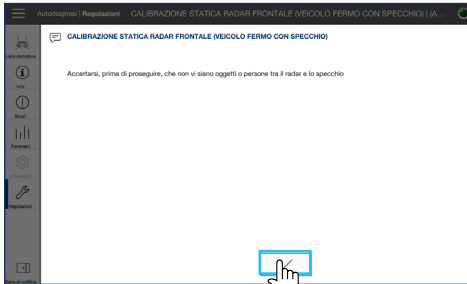 Autodiagnosi | Regolazioni CALIBRAZIONE STATICA RADAR FRONTALE (VEICOLO FERMO CON SPECCHIO) | (A...
CALIBRAZIONE STATICA RADAR FRONTALE (VEICOLO FERMO CON SPECCHIO)
Lista centraline
Accertarsi, prima di proseguire, che non vi siano oggetti o persone tra il radar e lo specchio
Info
Errori
Parametri
Regolazioni